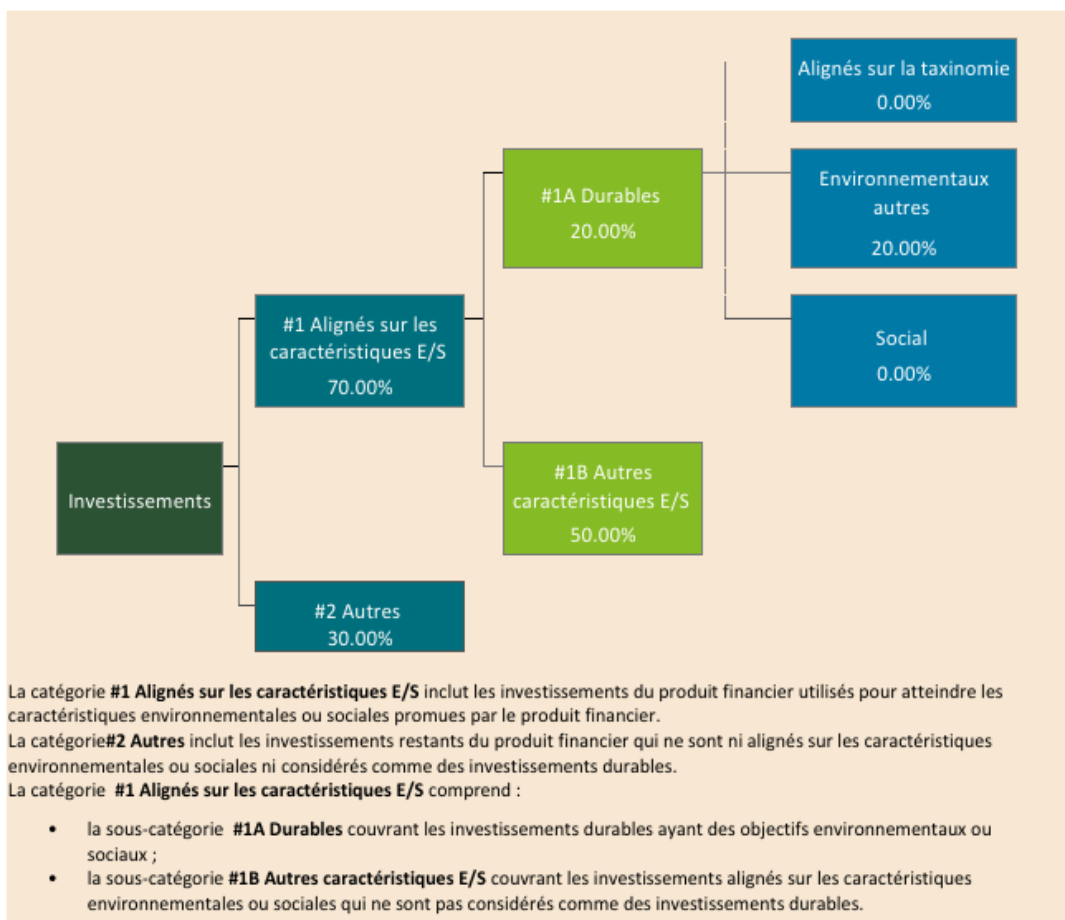 Alignés sur la taxinomie
0.00%
#1A Durables
20.00%
Environnementaux
autres
20.00%
#1 Alignés sur les
caractéristiques E/S
70.00%
Social
0.00%
Investissements
#1B Autres
caractéristiques E/S
50.00%
#2 Autres
30.00%
La catégorie #1 Alignés sur les caractéristiques E/S inclut les investissements du produit financier utilisés pour atteindre les
caractéristiques environnementales ou sociales promues par le produit financier.
La catégorie#2 Autres inclut les investissements restants du produit financier qui ne sont ni alignés sur les caractéristiques
environnementales ou sociales ni considérés comme des investissements durables.
La catégorie #1 Alignés sur les caractéristiques E/S comprend :
• la sous-catégorie #1A Durables couvrant les investissements durables ayant des objectifs environnementaux ou
sociaux ;
• la sous-catégorie #1B Autres caractéristiques E/S couvrant les investissements alignés sur les caractéristiques
environnementales ou sociales qui ne sont pas considérés comme des investissements durables.